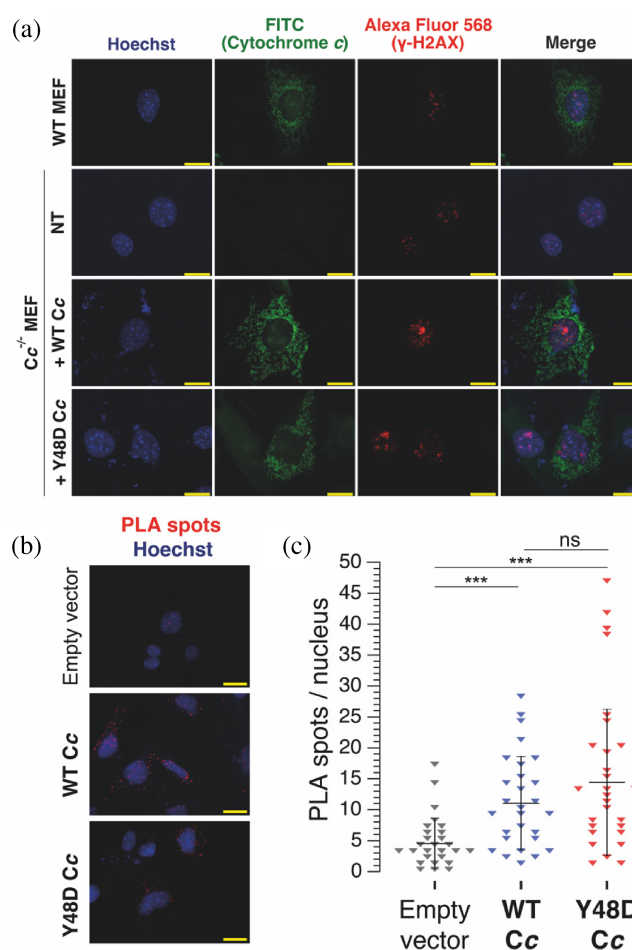 (a)
Hoechst
FITC
(Cytochrome c)
Alexa Fluor 568
(γ-H2AX)
Merge
WT MEF
Cc-/- MEF
NT
+ WT Cc
+ Y48D Cc
(b)
PLA spots
Hoechst
Empty vector
WT Cc
Y48D Cc
(c)
PLA spots / nucleus
50
45
40
35
30
25
20
15
10
5
0
ns
***
***
Empty
vector
WT
Cc
Y48D
Cc